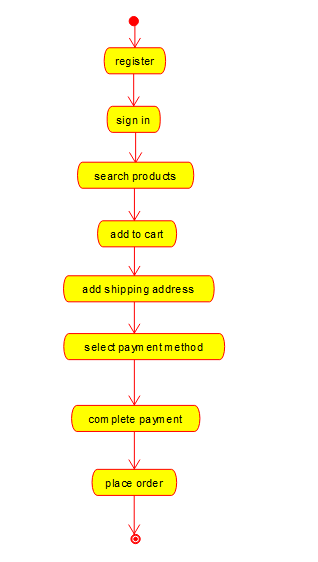 register
sign in
search products
add to cart
add shipping address
select payment method
complete payment
place order